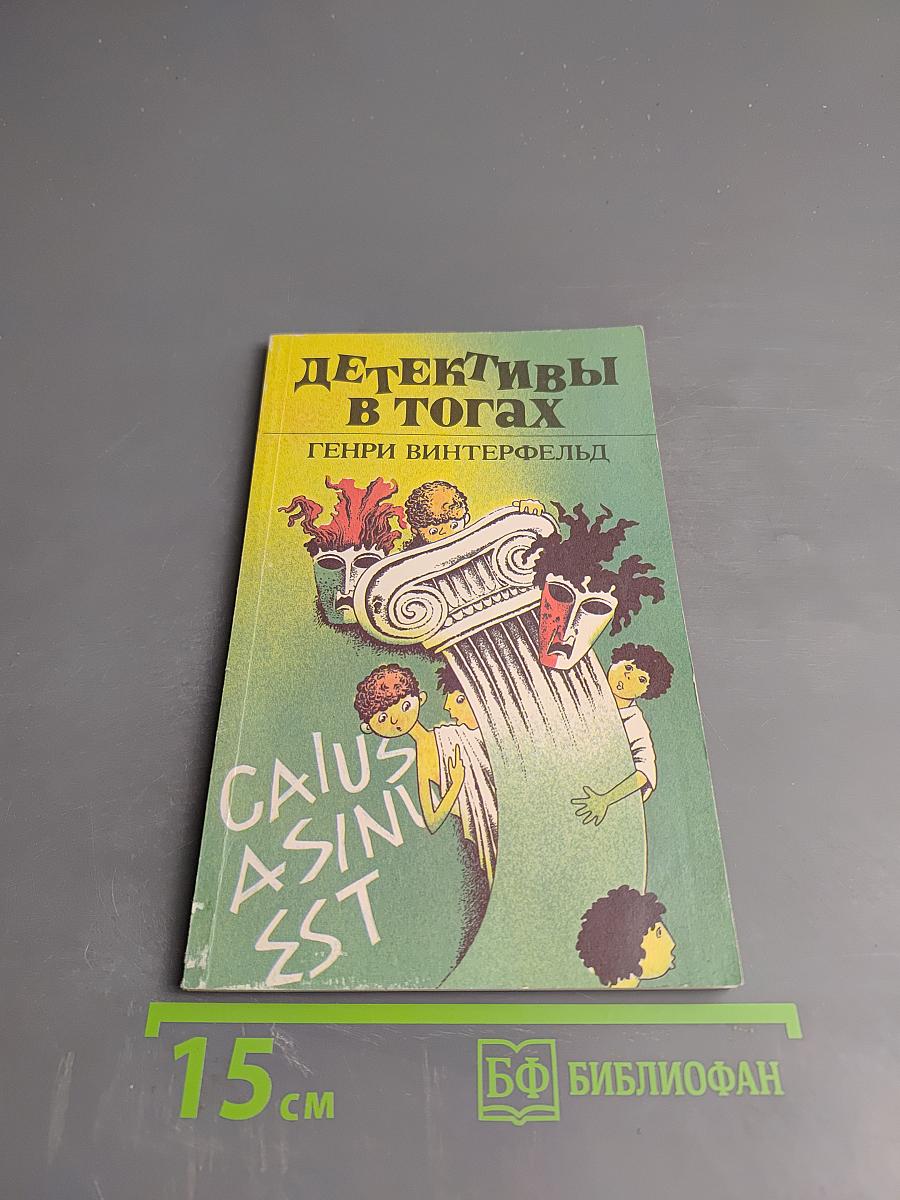 ДЕТЕКТИВЫ
В ТОГАХ
ГЕНРИ ВИНТЕРФЕЛЬД
CAIUS
ASINU
EST
15 см
БФ БИБЛИОФАН